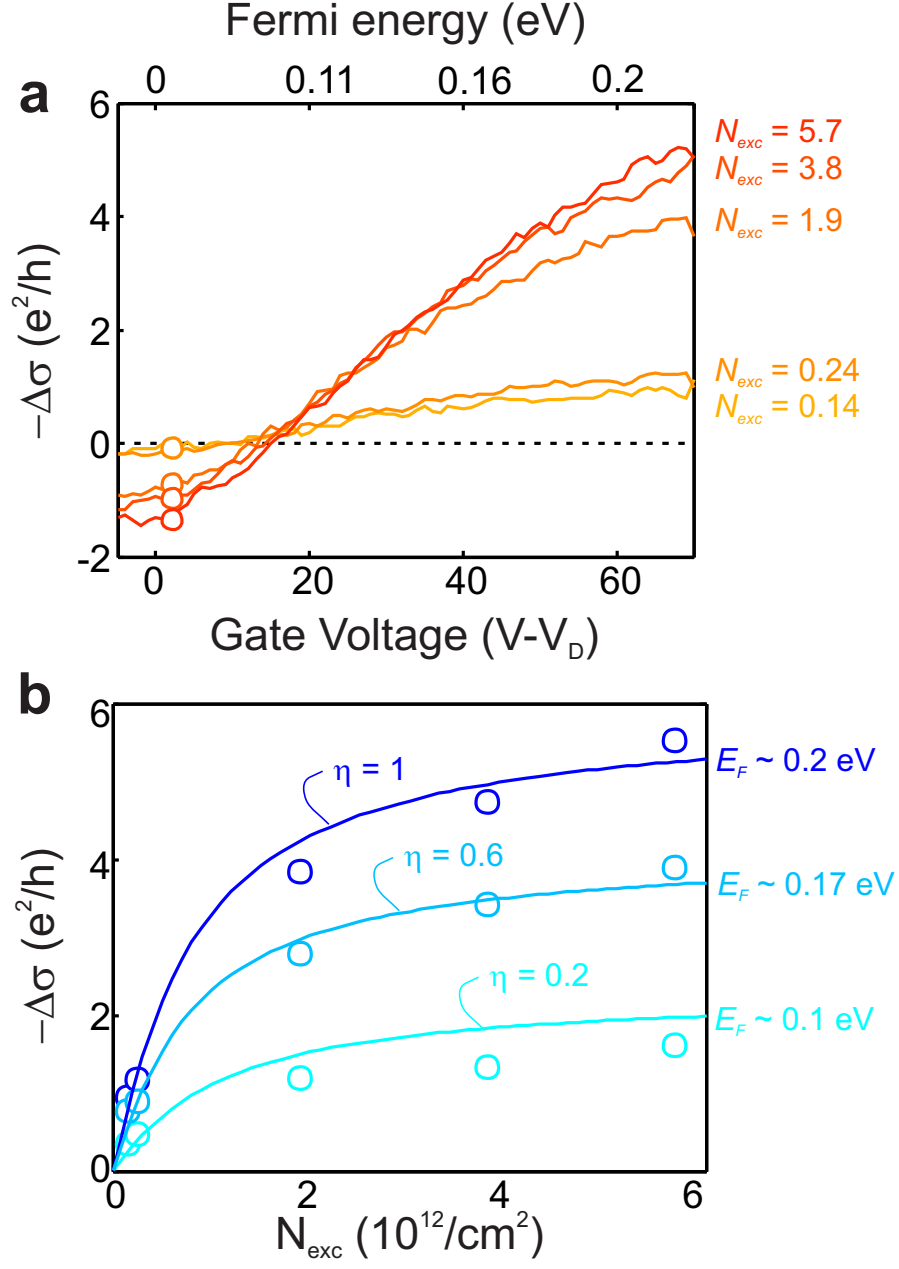 Fermi energy (eV)
a
0 0.11 0.16 0.2
6
4
2
0
-2
−Δσ (e²/h)
N_exc = 5.7
N_exc = 3.8
N_exc = 1.9
N_exc = 0.24
N_exc = 0.14
0 20 40 60
Gate Voltage (V-V_D)
b
6
4
2
0
−Δσ (e²/h)
η = 1
η = 0.6
η = 0.2
E_F ~ 0.2 eV
E_F ~ 0.17 eV
E_F ~ 0.1 eV
0 2 4 6
N_exc (10¹²/cm²)